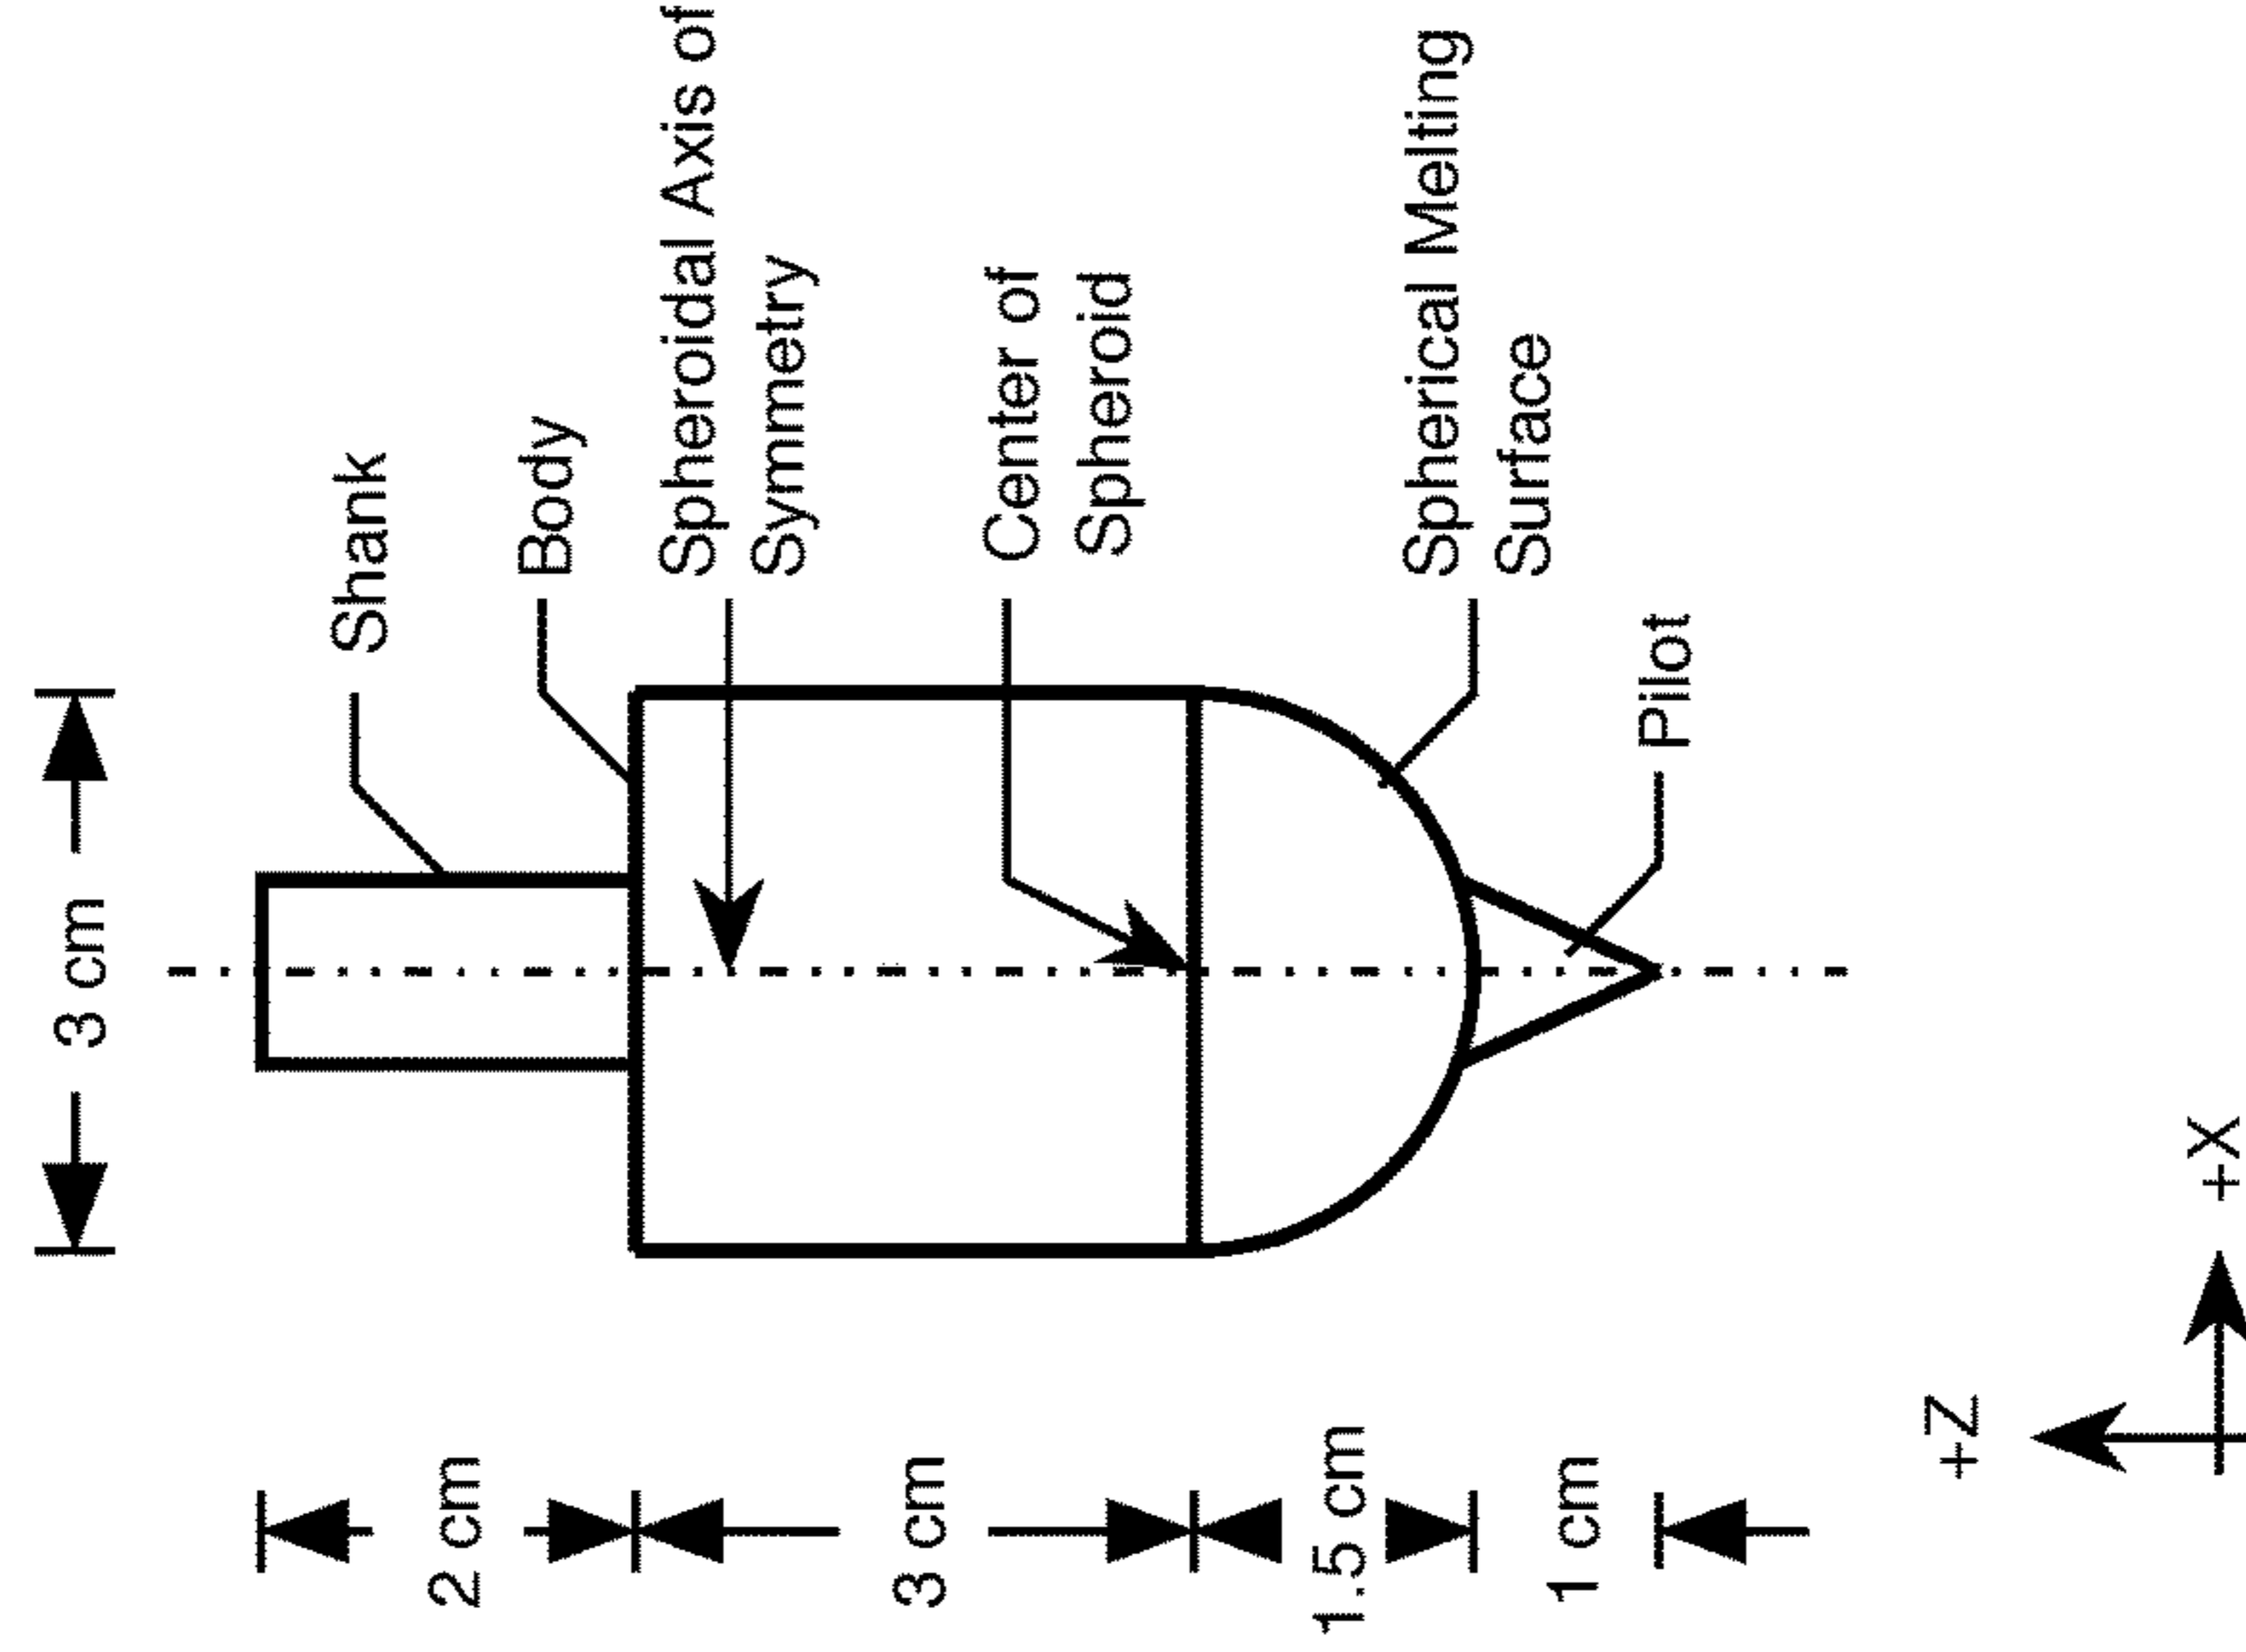 3 cm
Shank
Body
Spheroidal Axis of
Symmetry
Center of
Spheroid
Spherical Melting
Surface
Pilot
2 cm
3 cm
1.5 cm
1 cm
+Z
+X